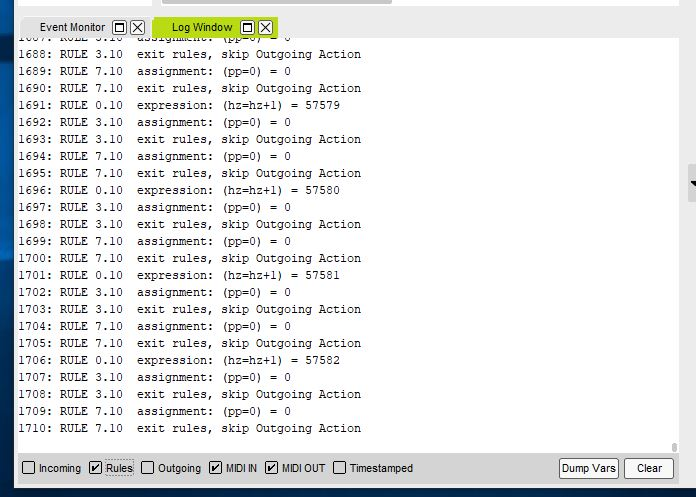 Event Monitor Log Window
1688: RULE 3.10 exit rules, skip Outgoing Action
1689: RULE 7.10 assignment: (pp=0) = 0
1690: RULE 7.10 exit rules, skip Outgoing Action
1691: RULE 0.10 expression: (hz=hz+1) = 57579
1692: RULE 3.10 assignment: (pp=0) = 0
1693: RULE 3.10 exit rules, skip Outgoing Action
1694: RULE 7.10 assignment: (pp=0) = 0
1695: RULE 7.10 exit rules, skip Outgoing Action
1696: RULE 0.10 expression: (hz=hz+1) = 57580
1697: RULE 3.10 assignment: (pp=0) = 0
1698: RULE 3.10 exit rules, skip Outgoing Action
1699: RULE 7.10 assignment: (pp=0) = 0
1700: RULE 7.10 exit rules, skip Outgoing Action
1701: RULE 0.10 expression: (hz=hz+1) = 57581
1702: RULE 3.10 assignment: (pp=0) = 0
1703: RULE 3.10 exit rules, skip Outgoing Action
1704: RULE 7.10 assignment: (pp=0) = 0
1705: RULE 7.10 exit rules, skip Outgoing Action
1706: RULE 0.10 expression: (hz=hz+1) = 57582
1707: RULE 3.10 assignment: (pp=0) = 0
1708: RULE 3.10 exit rules, skip Outgoing Action
1709: RULE 7.10 assignment: (pp=0) = 0
1710: RULE 7.10 exit rules, skip Outgoing Action
Incoming Rules Outgoing MIDI IN MIDI OUT Timestamped Dump Vars Clear